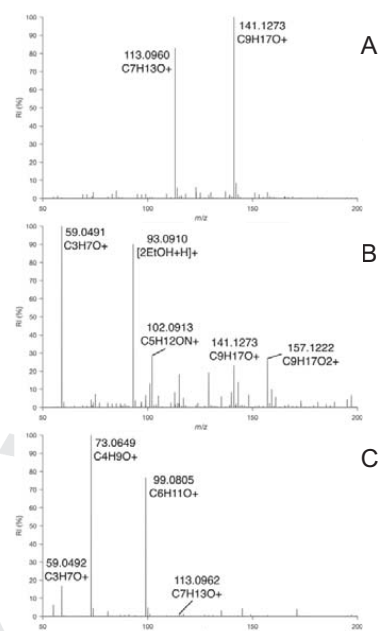 A
100
90
80
70
60
50
40
30
20
10
0
RI (%)
141.1273
C9H17O+
113.0960
C7H13O+
50
100
150
200
m/z
B
100
90
80
70
60
50
40
30
20
10
0
RI (%)
59.0491
C3H7O+
93.0910
[2EtOH+H]+
102.0913
C5H12ON+
141.1273
C9H17O+
157.1222
C9H17O2+
50
100
150
200
m/z
C
100
90
80
70
60
50
40
30
20
10
0
RI (%)
73.0649
C4H9O+
99.0805
C6H11O+
59.0492
C3H7O+
113.0962
C7H13O+
50
100
150
200